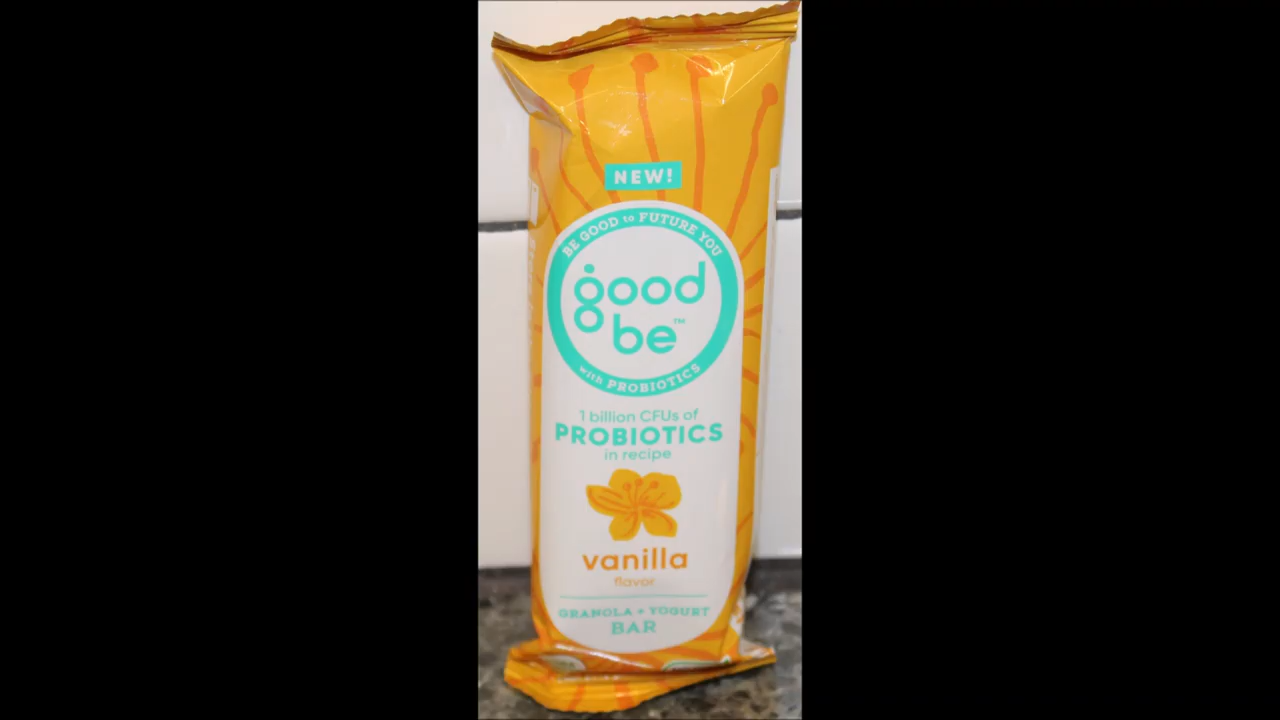 NEW!
BE GOOD to FUTURE YOU
good
be™
with PROBIOTICS
1 billion CFUs of
PROBIOTICS
in recipe
vanilla
flavor
GRANOLA + YOGURT
BAR